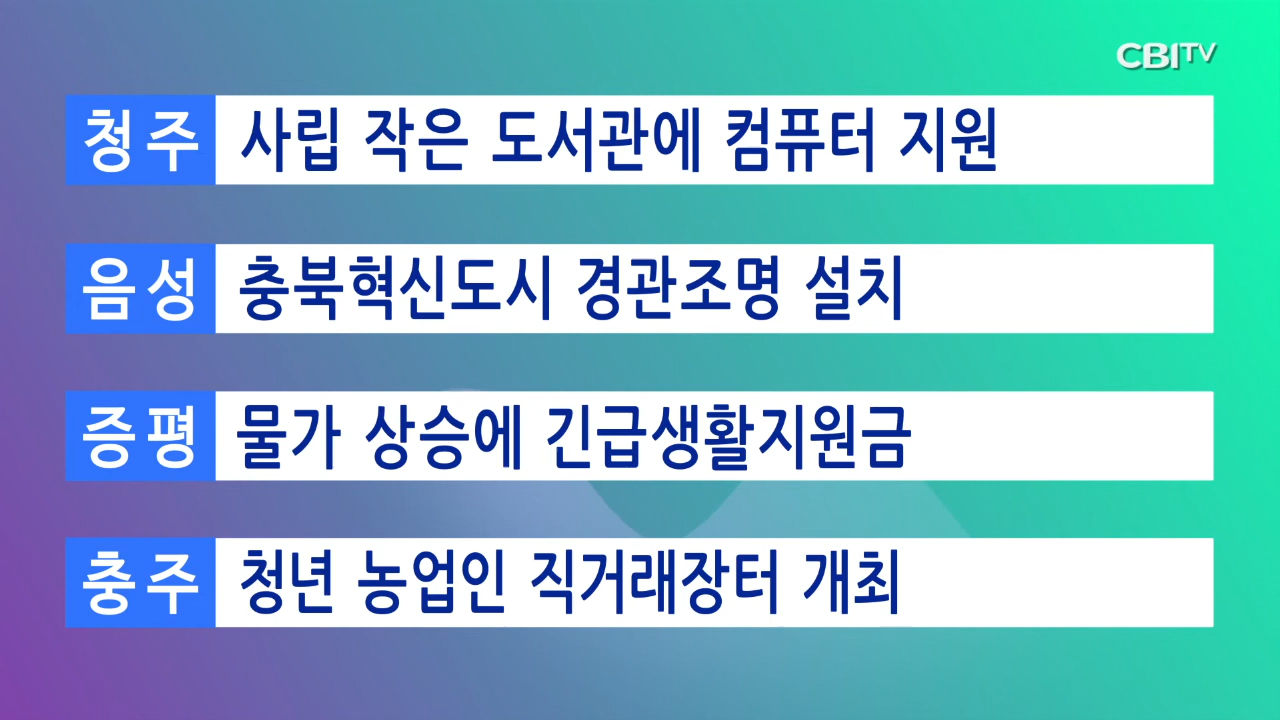 CBITV
청주 사립 작은 도서관에 컴퓨터 지원
음성 충북혁신도시 경관조명 설치
증평 물가 상승에 긴급생활지원금
충주 청년 농업인 직거래장터 개최